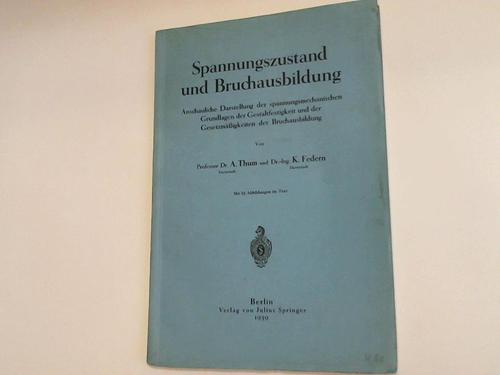 Spannungszustand
und Bruchausbildung
Anschauliche Darstellung der spannungsmechanischen
Grundlagen der Gestaltfestigkeit und der
Gesetzmäßigkeiten der Bruchausbildung
Von
Professor Dr. A. Thum und Dr.-Ing. K. Federn
Darmstadt Darmstadt
Mit Abbildungen im Text
Berlin
Verlag von Julius Springer
1939